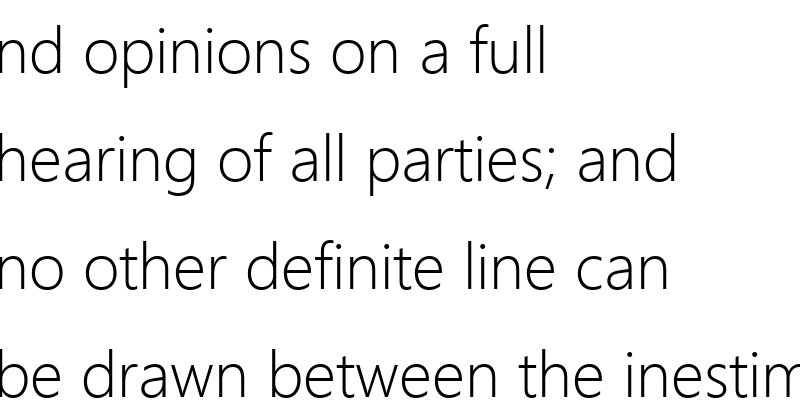 nd opinions on a full
hearing of all parties; and
no other definite line can
be drawn between the inestim